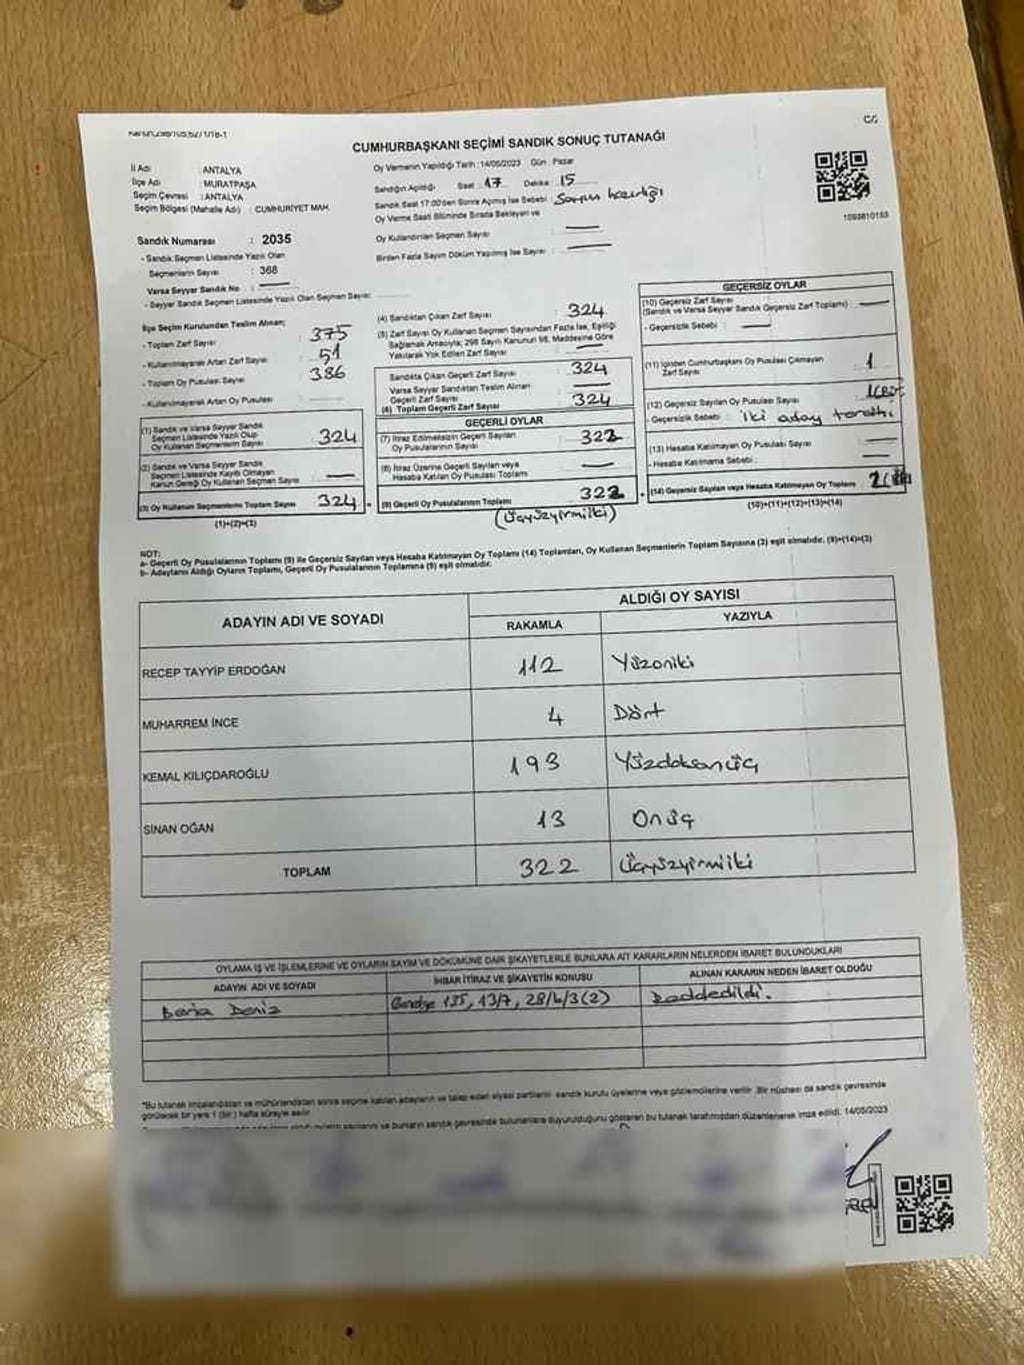 CUMHURBAŞKANI SEÇİMİ SANDIK SONUÇ TUTANAĞI
İl Adı : ANTALYA
İlçe Adı : MURATPAŞA
Seçim Çevresi : ANTALYA
Seçim Bölgesi (Mahalle Adı) : CUMHURİYET MAH.
Sandık Numarası : 2035
- Sandık Seçmen Listesinde Yazılı Olan
Seçmenlerin Sayısı : 368
Varsa Seyyar Sandık No :
- Seyyar Sandık Seçmen Listesinde Yazılı Olan Seçmen Sayısı:
Oy Vermenin Yapıldığı Tarih : 14/05/2023 Gün : Pazar
Sandığın Açıldığı Saat 17 Dakika 15
Sandık Saat 17:00'den Sonra Açılmış İse Sebebi : Sayım hazırlığı
Oy Verme Saati Bitiminde Sırada Bekleyen ve
Oy Kullandırılan Seçmen Sayısı :
Birden Fazla Sayım Döküm Yapılmış İse Sayısı :
1093810183
İlçe Seçim Kurulundan Teslim Alınan;
- Toplam Zarf Sayısı : 375
- Kullanılmayarak Artan Zarf Sayısı : 51
- Toplam Oy Pusulası Sayısı : 386
- Kullanılmayarak Artan Oy Pusulası :
(1) Sandık ve Varsa Seyyar Sandık
Seçmen Listesinde Yazılı Olup
Oy Kullanan Seçmenlerin Sayısı 324
(2) Sandık ve Varsa Seyyar Sandık
Seçmen Listesinde Kayıtlı Olmayan
Kanun Gereği Oy Kullanan Seçmen Sayısı
(3) Oy Kullanan Seçmenlerin Toplam Sayısı 324
(1)+(2)=(3)
(4) Sandıktan Çıkan Zarf Sayısı : 324
(5) Zarf Sayısı Oy Kullanan Seçmen Sayısından Fazla İse, Eşitliği
Sağlamak Amacıyla; 298 Sayılı Kanunun 98. Maddesine Göre
Yakılarak Yok Edilen Zarf Sayısı :
Sandıkta Çıkan Geçerli Zarf Sayısı : 324
Varsa Seyyar Sandıktan Teslim Alınan
Geçerli Zarf Sayısı
(6) Toplam Geçerli Zarf Sayısı : 324
GEÇERLİ OYLAR
(7) İtiraz Edilmeksizin Geçerli Sayılan
Oy Pusulasının Sayısı : 322
(8) İtiraz Üzerine Geçerli Sayılan veya
Hesaba Katılan Oy Pusulası Toplamı :
(9) Geçerli Oy Pusulalarının Toplamı : 322
(Üçyüzyirmiiki)
GEÇERSİZ OYLAR
(10) Geçersiz Zarf Sayısı
(Sandık ve Varsa Seyyar Sandık Geçersiz Zarf Toplamı) :
- Geçersizlik Sebebi :
(11) İçinden Cumhurbaşkanı Oy Pusulası Çıkmayan
Zarf Sayısı : 1
(12) Geçersiz Sayılan Oy Pusulası Sayısı
- Geçersizlik Sebebi : iki aday tercihi
(13) Hesaba Katılmayan Oy Pusulası Sayısı
- Hesaba Katılmama Sebebi :
(14) Geçersiz Sayılan veya Hesaba Katılmayan Oy Toplamı : 2
(10)+(11)+(12)+(13)=(14)
NOT:
a- Geçerli Oy Pusulalarının Toplamı (9) ile Geçersiz Sayılan veya Hesaba Katılmayan Oy Toplamı (14) Toplamları, Oy Kullanan Seçmenlerin Toplam Sayısına (3) eşit olmalıdır. (9)+(14)=(3)
b- Adayların Aldığı Oyların Toplamı, Geçerli Oy Pusulalarının Toplamına (9) eşit olmalıdır.
ADAYIN ADI VE SOYADI ALDIĞI OY SAYISI
RAKAMLA YAZIYLA
RECEP TAYYİP ERDOĞAN 112 Yüzoniki
MUHARREM İNCE 4 Dört
KEMAL KILIÇDAROĞLU 193 Yüzdoksanüç
SİNAN OĞAN 13 Onüç
TOPLAM 322 Üçyüzyirmiiki
OYLAMA İŞ VE İŞLEMLERİNE VE OYLARIN SAYIM VE DÖKÜMÜNE DAİR ŞİKAYETLERLE BUNLARA AİT KARARLARIN NELERDEN İBARET BULUNDUKLARI
ADAYIN ADI VE SOYADI İHBAR İTİRAZ VE ŞİKAYETİN KONUSU ALINAN KARARIN NEDEN İBARET OLDUĞU
Deniz Genelge 135, 13/7, 28/b/3(2) Reddedildi.
"Bu tutanak imzalandıktan ve mühürlendikten sonra seçime katılan adayların ve talep eden siyasi partilerin sandık kurulu üyelerine veya gözlemcilerine verilir. Bir nüshası da sandık çevresinde
görülecek bir yere 1 (bir) hafta süreyle asılır.
bunların sandık çevresinde bulunanlara duyurulduğunu gösteren bu tutanak tarafımızdan düzenlenerek imza edildi. 14/05/2023